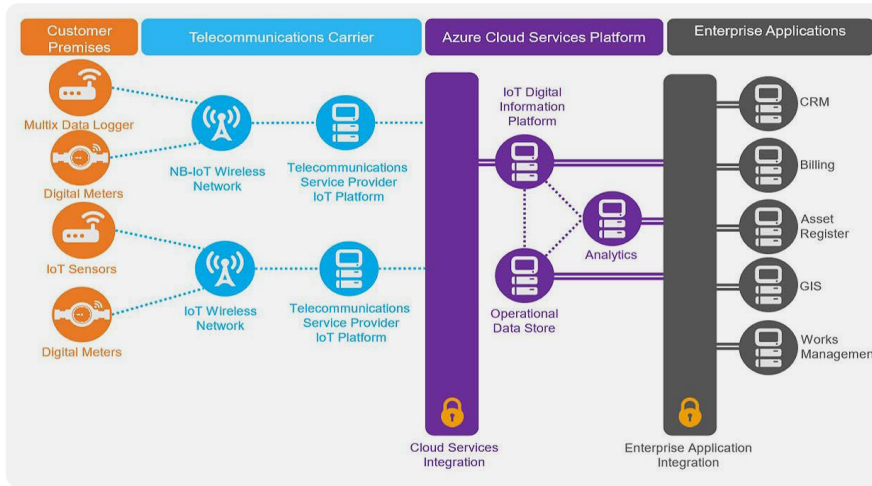 Customer
Premises
Telecommunications Carrier
Azure Cloud Services Platform
Enterprise Applications
Multix Data Logger
Digital Meters
IoT Sensors
Digital Meters
NB-IoT Wireless
Network
Telecommunications
Service Provider
IoT Platform
IoT Wireless
Network
Telecommunications
Service Provider
IoT Platform
IoT Digital
Information
Platform
Analytics
Operational
Data Store
Cloud Services
Integration
CRM
Billing
Asset
Register
GIS
Works
Management
Enterprise Application
Integration